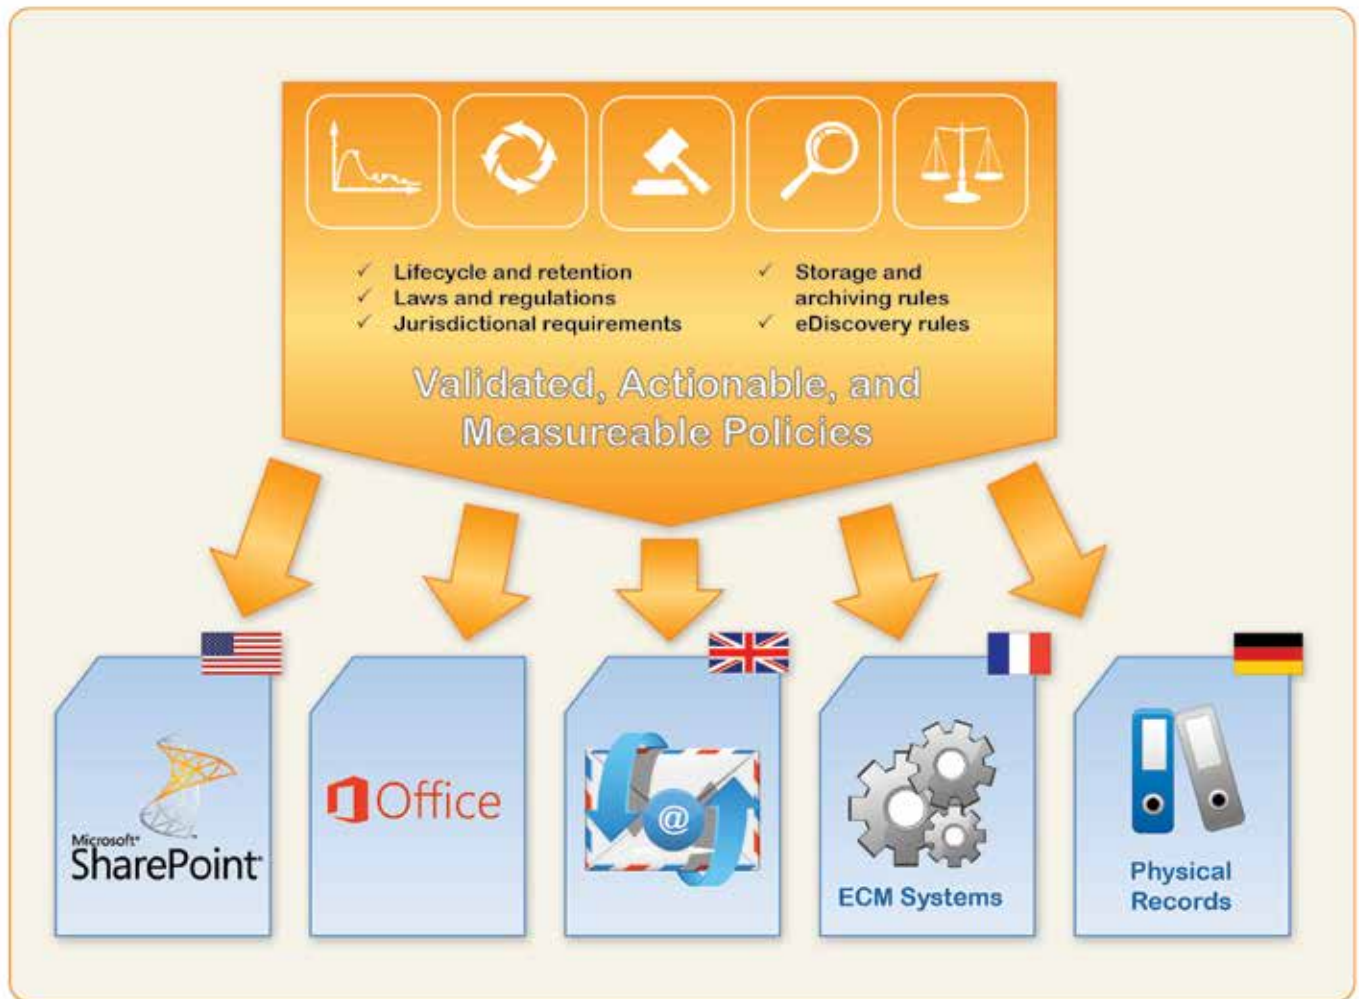 ✓ Lifecycle and retention
✓ Laws and regulations
✓ Jurisdictional requirements
✓ Storage and
archiving rules
✓ eDiscovery rules
Validated, Actionable, and
Measureable Policies
Microsoft®
SharePoint®
Office
@
ECM Systems
Physical
Records